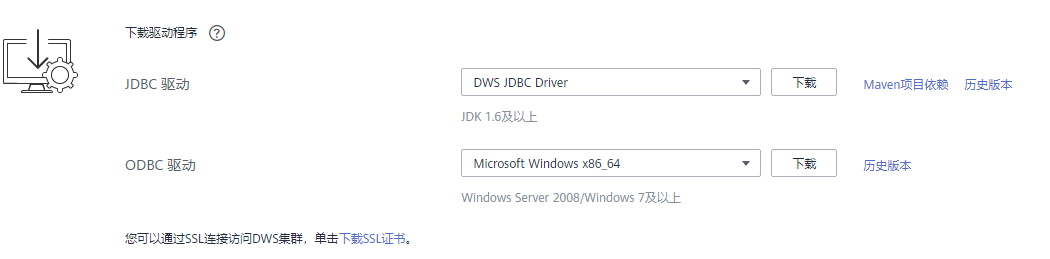 下载驱动程序 ?
JDBC 驱动 DWS JDBC Driver 下载 Maven项目依赖 历史版本
JDK 1.6及以上
ODBC 驱动 Microsoft Windows x86_64 下载 历史版本
Windows Server 2008/Windows 7及以上
您可以通过SSL连接访问DWS集群，单击下载SSL证书。